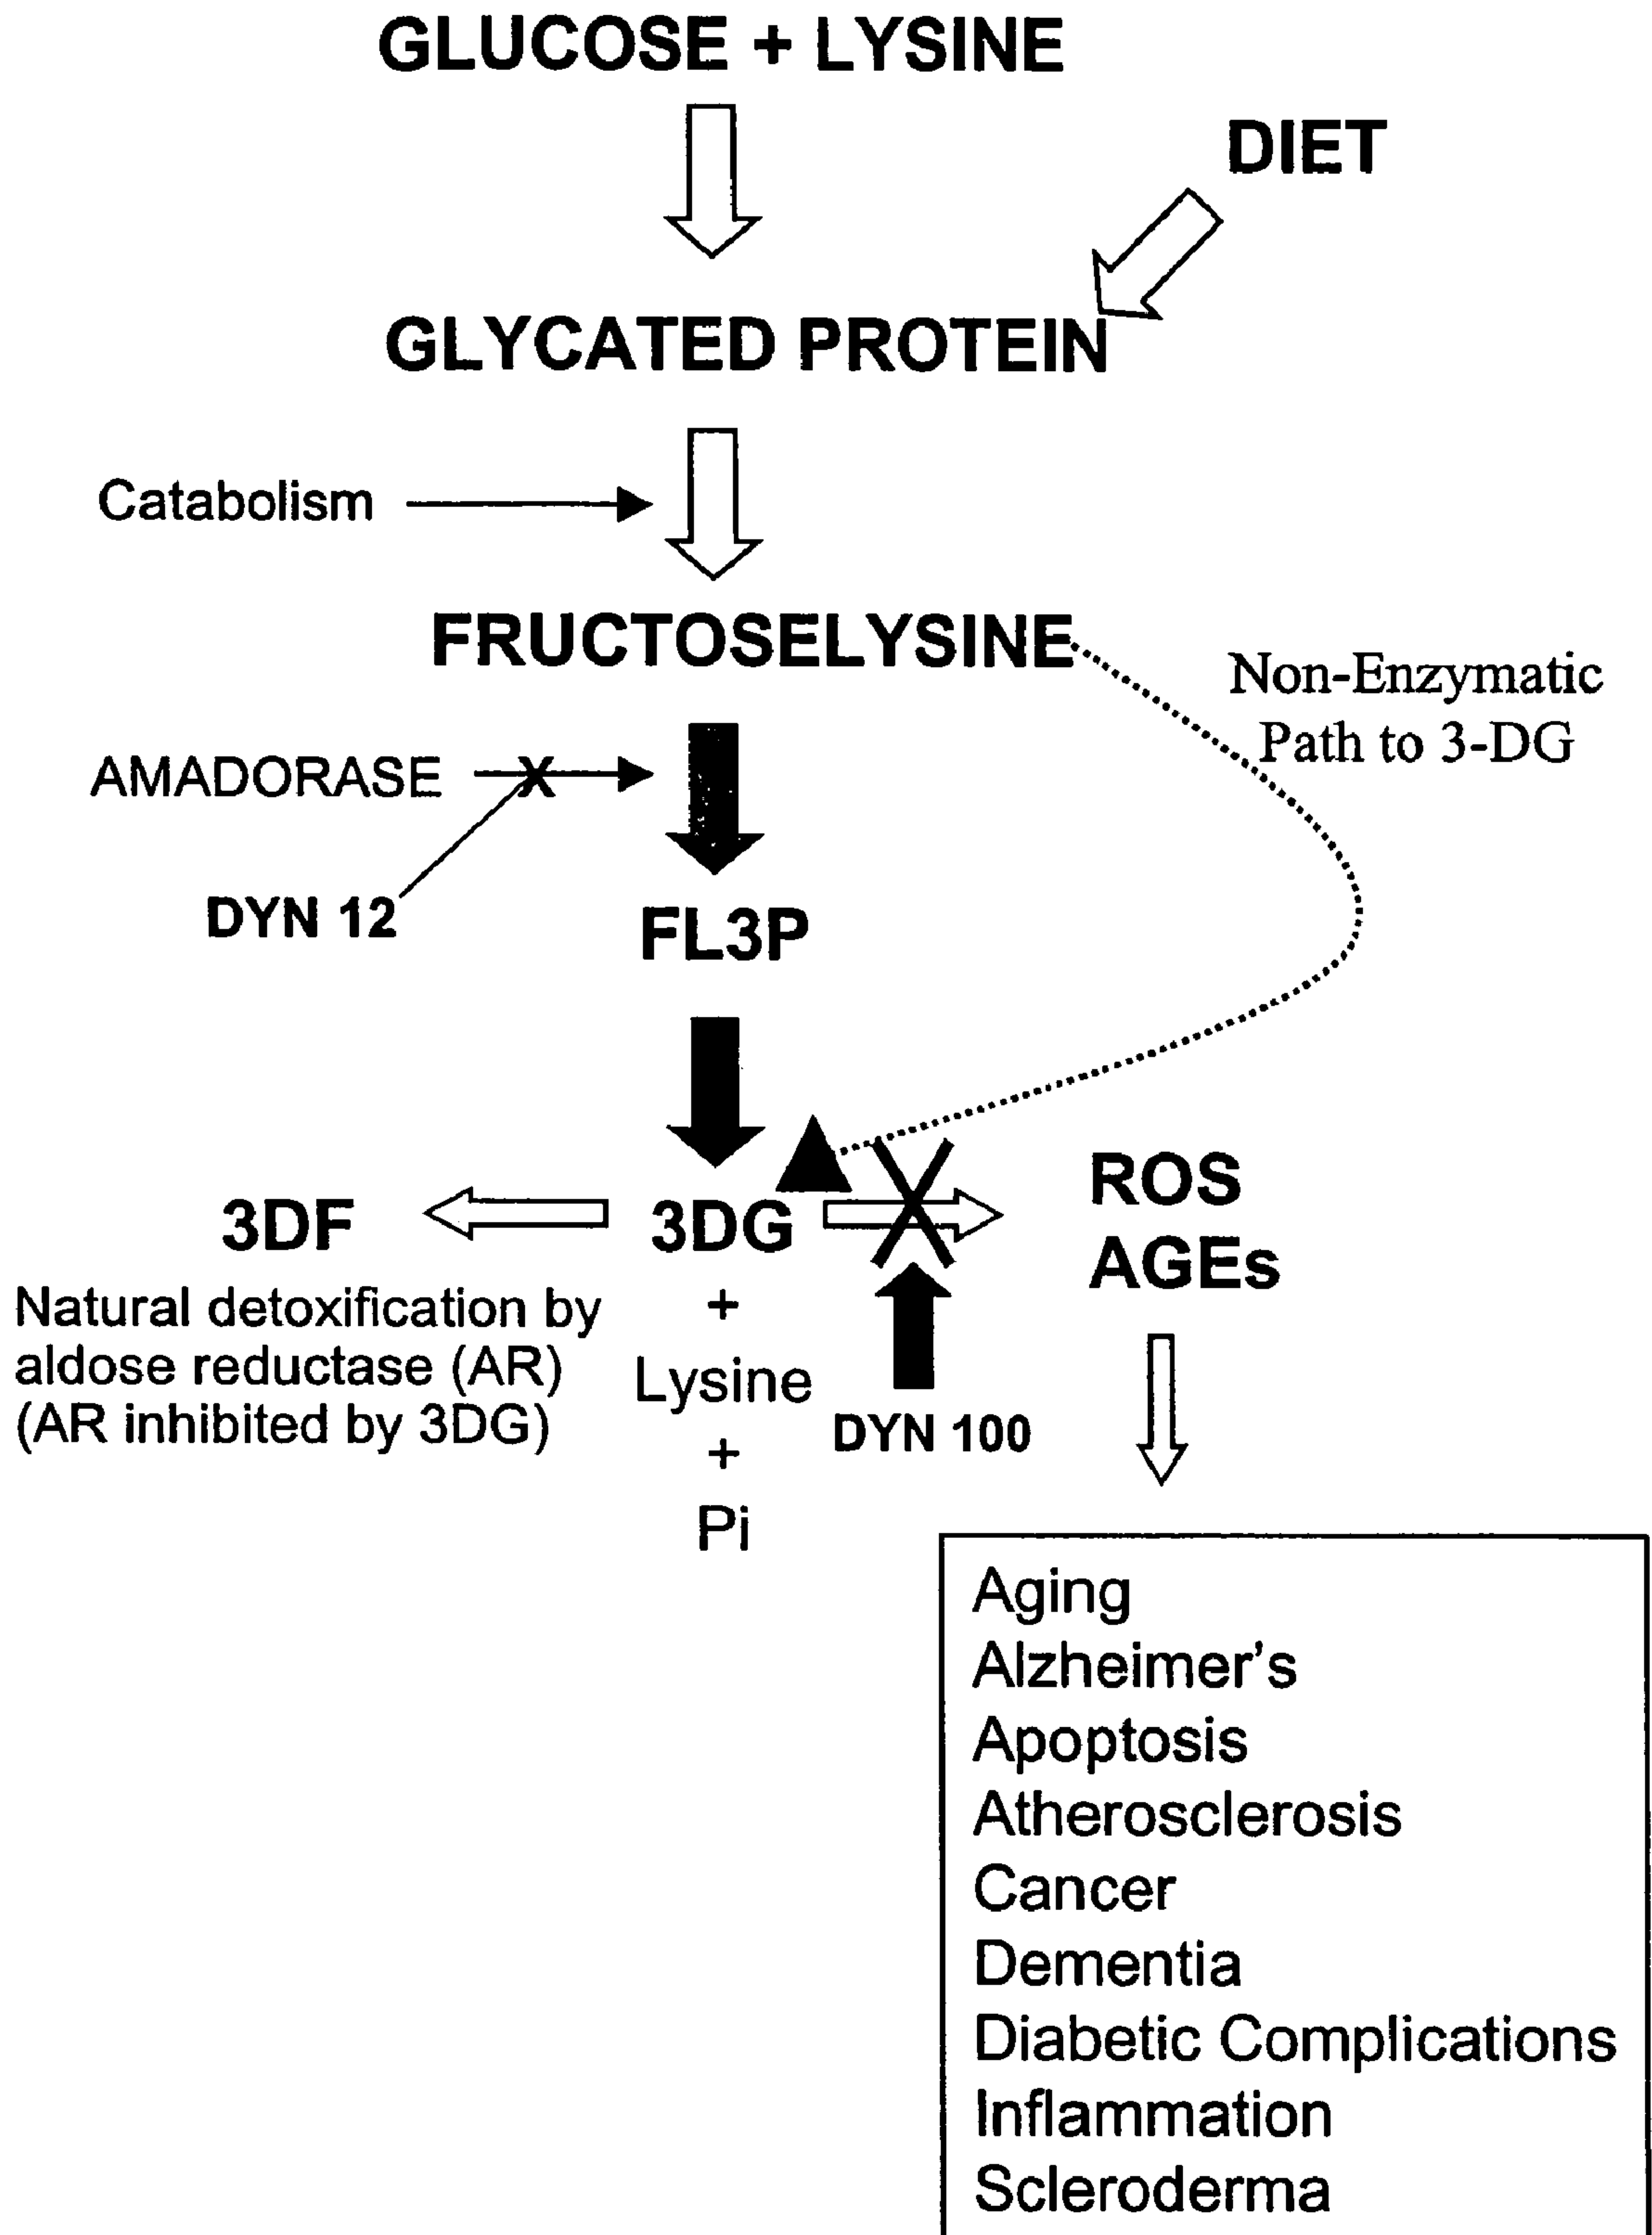 GLUCOSE + LYSINE
DIET
GLYCATED PROTEIN
Catabolism
FRUCTOSELYSINE
Non-Enzymatic
Path to 3-DG
AMADORASE
X
DYN 12
FL3P
3DF
3DG
ROS
AGEs
Natural detoxification by
aldose reductase (AR)
(AR inhibited by 3DG)
+
Lysine
+
Pi
DYN 100
Aging
Alzheimer's
Apoptosis
Atherosclerosis
Cancer
Dementia
Diabetic Complications
Inflammation
Scleroderma